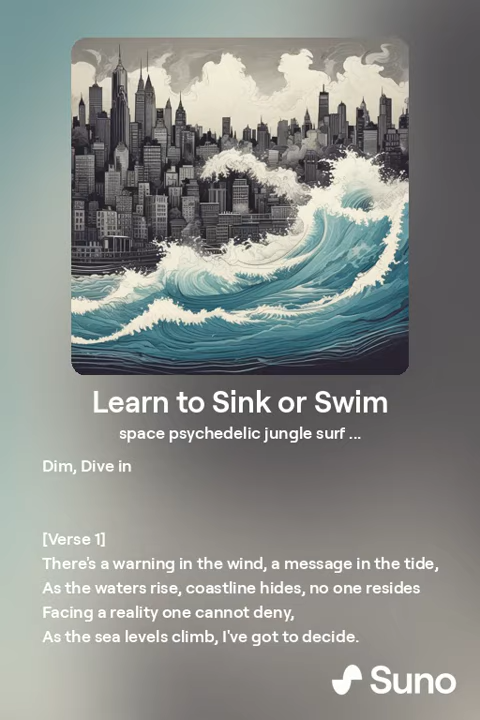 Learn to Sink or Swim
space psychedelic jungle surf ...
Dim, Dive in
[Verse 1]
There's a warning in the wind, a message in the tide,
As the waters rise, coastline hides, no one resides
Facing a reality one cannot deny,
As the sea levels climb, I've got to decide.
Suno